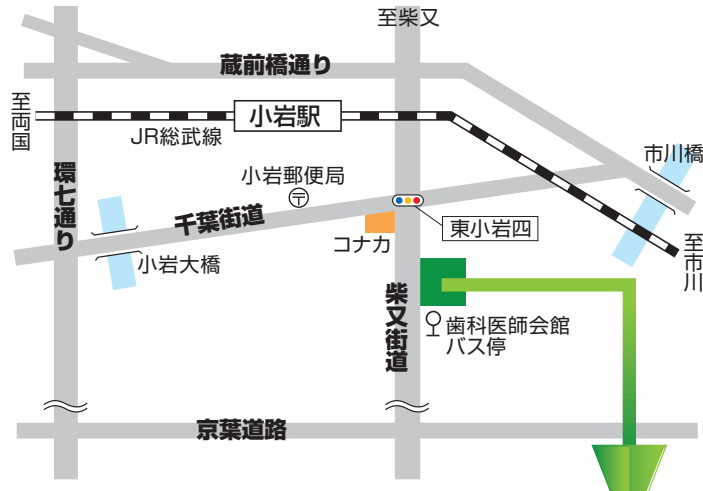 至柴又
蔵前橋通り
至両国
小岩駅
JR総武線
市川橋
環七通り
小岩郵便局
千葉街道
東小岩四
コナカ
小岩大橋
至市川
柴又街道
歯科医師会館
バス停
京葉道路